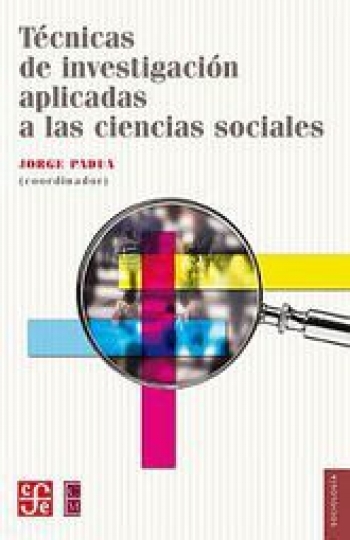 Técnicas
de investigación
aplicadas
a las ciencias sociales
JORGE PADUA
(coordinador)
SOCIOLOGÍA